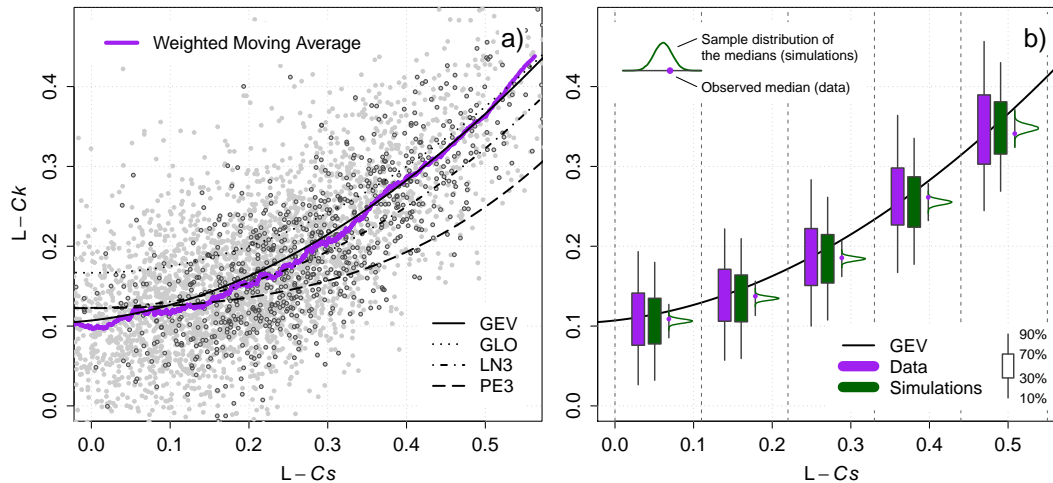 a)
Weighted Moving Average
0.0 0.1 0.2 0.3 0.4
L−Ck
GEV
GLO
LN3
PE3
0.0 0.1 0.2 0.3 0.4 0.5
L−Cs
b)
Sample distribution of
the medians (simulations)
Observed median (data)
0.0 0.1 0.2 0.3 0.4
GEV
Data
Simulations
90%
70%
30%
10%
0.0 0.1 0.2 0.3 0.4 0.5
L−Cs